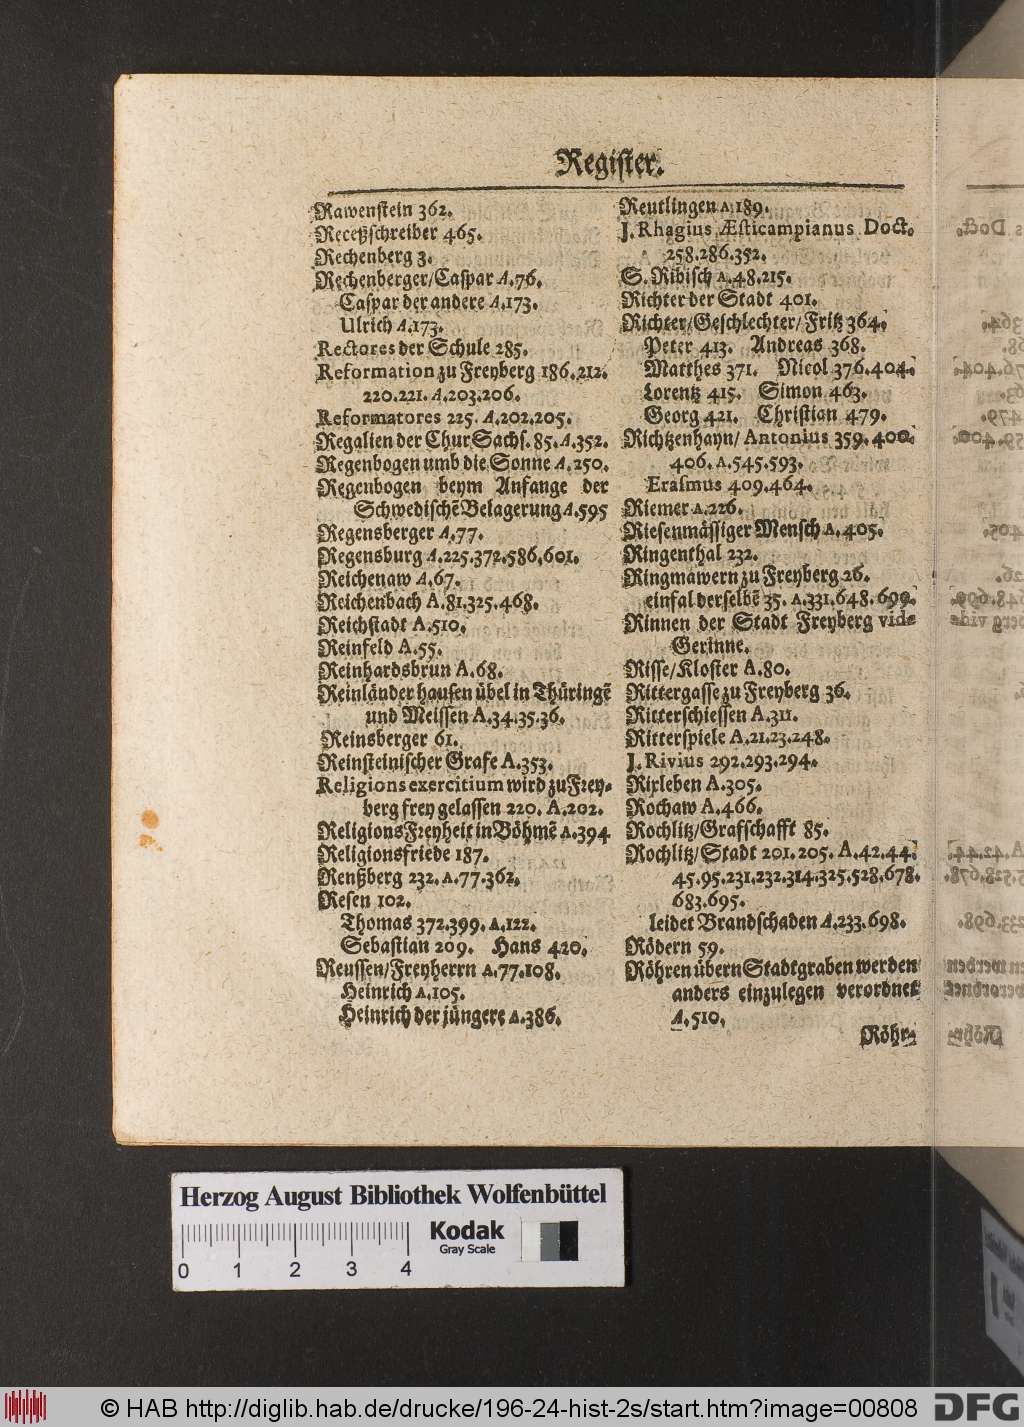 Register.
Rawenstein 362.
Receßschreiber 465.
Rechenberg 3.
Rechenberger/Caspar A.76.
Caspar der andere A.173.
Ulrich A.173.
Rectores der Schule 285.
Reformation zu Freyberg 186.212.
220.221. A.203.206.
Reformatores 225. A.202.205.
Regalien der Chur Sachs. 85. A.352.
Regenbogen umb die Sonne A.250.
Regenbogen beym Anfange der
Schwedischẽ Belagerung A.595
Regensberger A.77.
Regensburg A.225.372.586.601.
Reichenaw A.67.
Reichenbach A.81.325.468.
Reichstadt A.510.
Reinfeld A.55.
Reinhardsbrun A.68.
Reinländer hausen übel in Thüringẽ
und Meissen A.34.35.36.
Reinsberger 61.
Reinsteinischer Grafe A.353.
Religions exercitium wird zu Frey-
berg frey gelassen 220. A.202.
Religions Freyheit in Böhmẽ A.394
Religionsfriede 187.
Renßberg 232. A.77.362.
Resen 102.
Thomas 372.399. A.122.
Sebastian 209. Hans 420.
Reussen/Freyherrn A.77.108.
Heinrich A.105.
Heinrich der jüngere A.386.
Reutlingen A.189.
J. Rhagius Æsticampianus Doct.
258.286.352.
S. Ribisch A.48.215.
Richter der Stadt 401.
Richter/Geschlechter/Fritz 364.
Peter 413. Andreas 368.
Matthes 371. Nicol 376.404.
Lorentz 415. Simon 463.
Georg 421. Christian 479.
Richtzenhayn/ Antonius 359.400.
406. A.545.593.
Erasmus 409.464.
Riemer A.226.
Riesenmässiger Mensch A.405.
Ringenthal 232.
Ringmawern zu Freyberg 26.
einfal derselbẽ 35. A.331.648.699.
Rinnen der Stadt Freyberg vide
Gerinne.
Risse/Kloster A.80.
Rittergasse zu Freyberg 36.
Ritterschiessen A.311.
Ritterspiele A.21.23.248.
J. Rivius 292.293.294.
Rixleben A.305.
Rochaw A.466.
Rochlitz/Grafschafft 85.
Rochlitz/Stadt 201.205. A.42.44.
45.95.231.232.314.325.528.678.
683.695.
leidet Brandschaden A.233.698.
Rödern 59.
Röhren übern Stadtgraben werden
anders einzulegen verordnet
A.510.
Röhr-
Herzog August Bibliothek Wolfenbüttel
Kodak
Gray Scale
0 1 2 3 4
© HAB http://diglib.hab.de/drucke/196-24-hist-2s/start.htm?image=00808
DFG